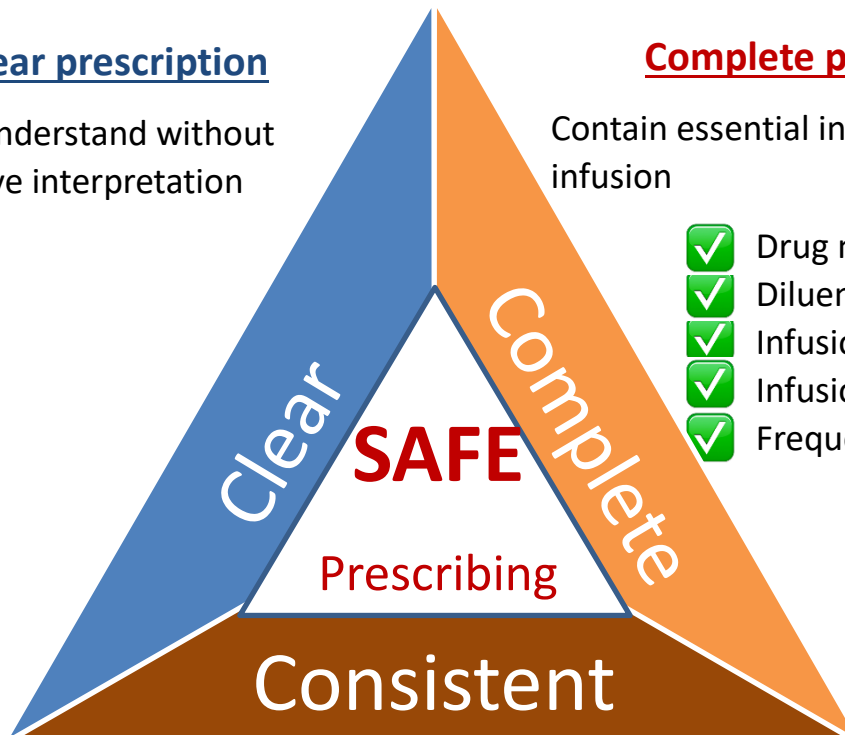 ear prescription
nderstand without
ve interpretation
Complete p
Contain essential in
infusion
Drug
Diluen
Infusio
Infusio
Freque
Clear
Complete
SAFE
Prescribing
Consistent